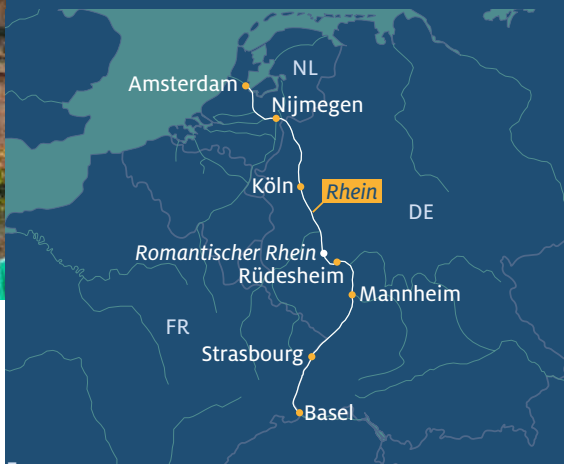 NL
Amsterdam
Nijmegen
Köln
Rhein
DE
Romantischer Rhein
Rüdesheim
Mannheim
FR
Strasbourg
Basel